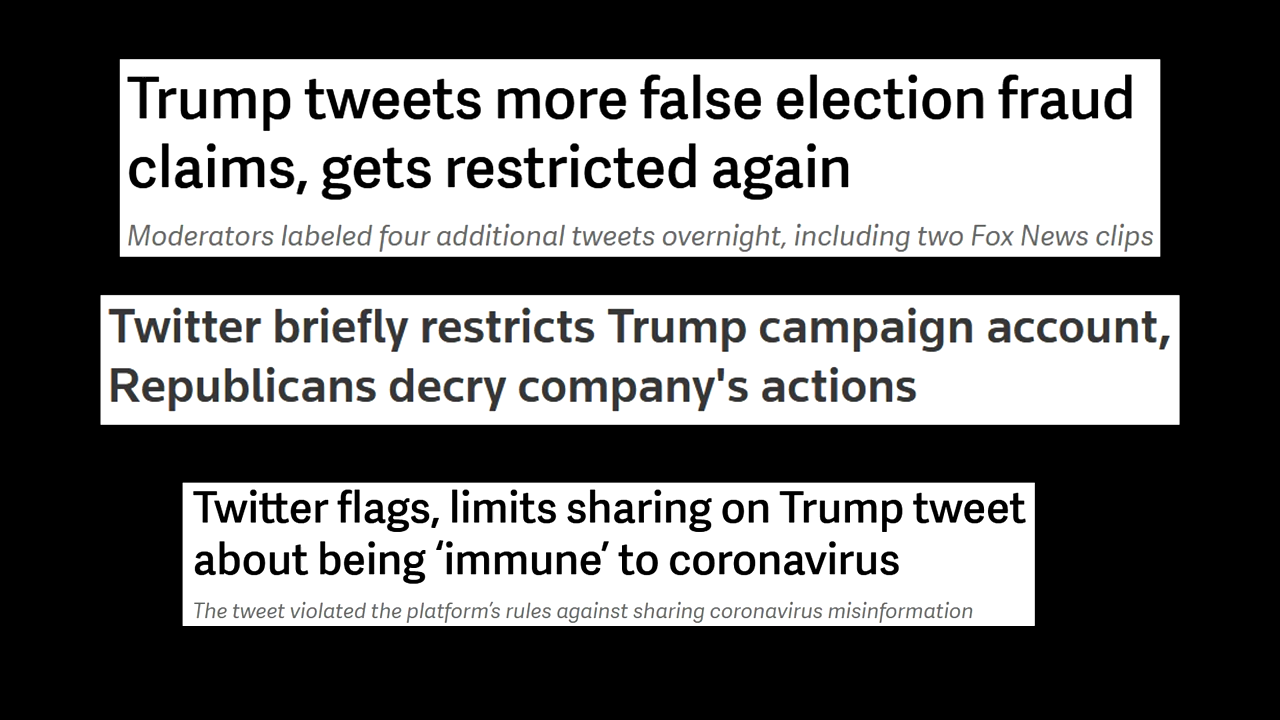 Trump tweets more false election fraud
claims, gets restricted again
Moderators labeled four additional tweets overnight, including two Fox News clips
Twitter briefly restricts Trump campaign account,
Republicans decry company's actions
Twitter flags, limits sharing on Trump tweet
about being ‘immune’ to coronavirus
The tweet violated the platform’s rules against sharing coronavirus misinformation